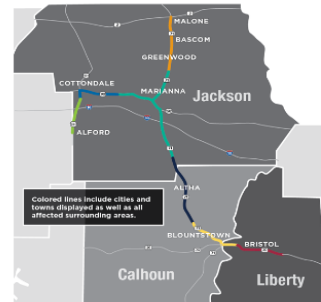 MALONE
BASCOM
GREENWOOD
COTTONDALE
MARIANNA
Jackson
ALFORD
Colored lines include cities and
towns displayed as well as all
affected surrounding areas.
ALTHA
BLOUNTSTOWN
BRISTOL
Calhoun
Liberty